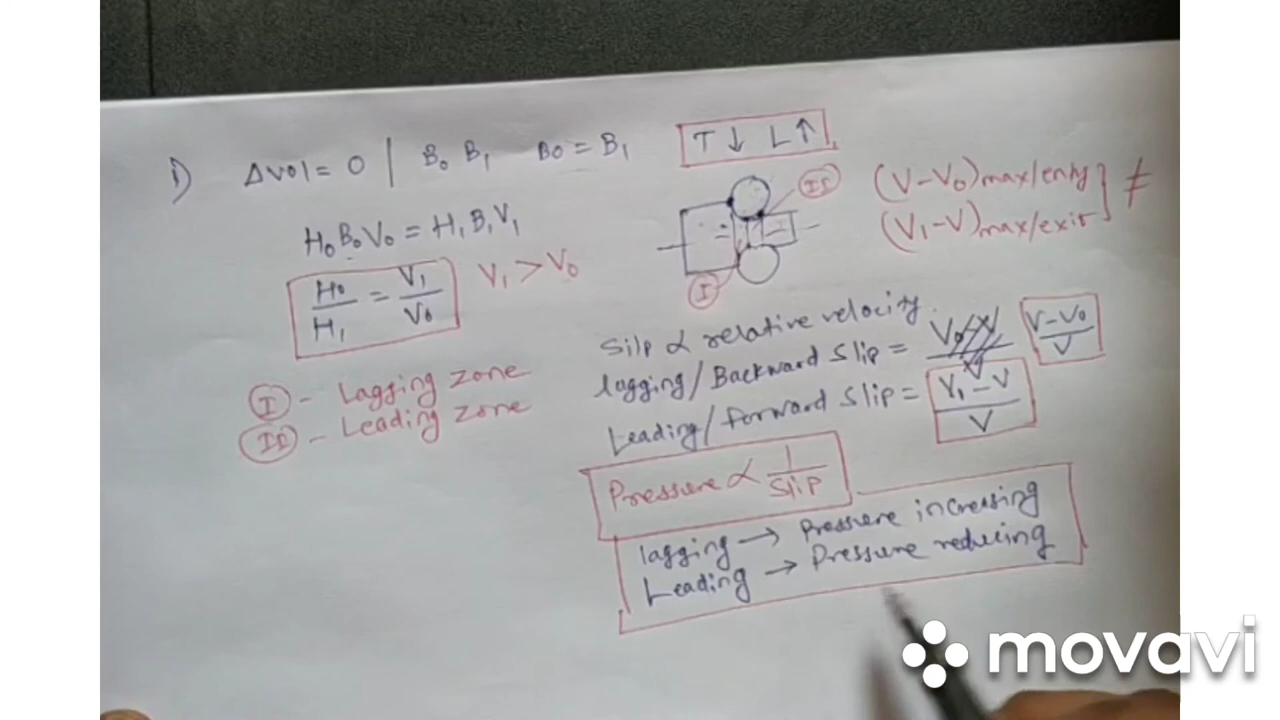 1) Δvol = 0 | B₀ B₁ B₀ = B₁
T ↓ L ↑
H₀B₀V₀ = H₁B₁V₁
H₀/H₁ = V₁/V₀
V₁ > V₀
I - Lagging zone
II - Leading zone
II
I
(V-V₀)max/entry
(V₁-V)max/exit
≠
Silp ∝ relative velocity.
lagging/Backward Slip = (V-V₀)/V
Leading/forward Slip = (V₁-V)/V
Pressure ∝ 1/Slip
lagging → Pressure increasing
Leading → Pressure reducing
movavi